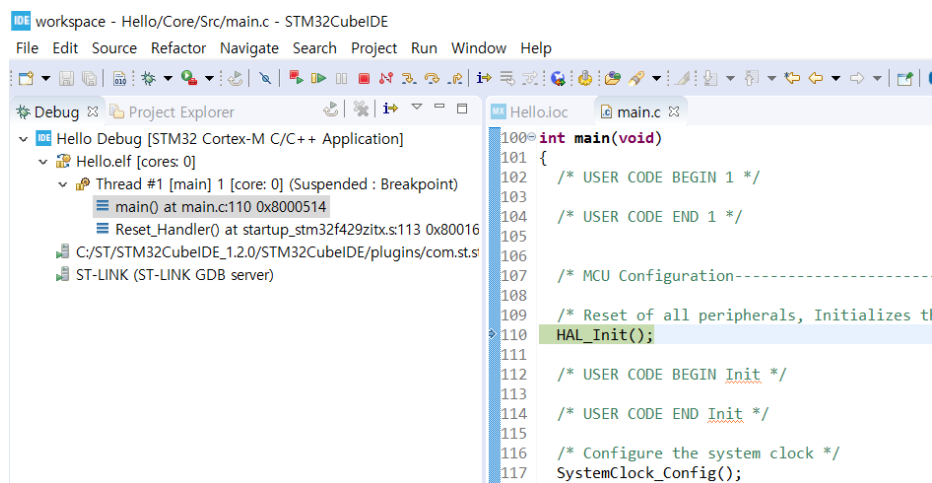 IDE workspace - Hello/Core/Src/main.c - STM32CubeIDE
File Edit Source Refactor Navigate Search Project Run Window Help
Debug Project Explorer
Hello Debug [STM32 Cortex-M C/C++ Application]
Hello.elf [cores: 0]
Thread #1 [main] 1 [core: 0] (Suspended : Breakpoint)
main() at main.c:110 0x8000514
Reset_Handler() at startup_stm32f429zitx.s:113 0x80016
C:/ST/STM32CubeIDE_1.2.0/STM32CubeIDE/plugins/com.st.st
ST-LINK (ST-LINK GDB server)
MX Hello.ioc main.c
100 int main(void)
101 {
102 /* USER CODE BEGIN 1 */
103
104 /* USER CODE END 1 */
105
106
107 /* MCU Configuration-----------------------
108
109 /* Reset of all peripherals, Initializes th
110 HAL_Init();
111
112 /* USER CODE BEGIN Init */
113
114 /* USER CODE END Init */
115
116 /* Configure the system clock */
117 SystemClock_Config();